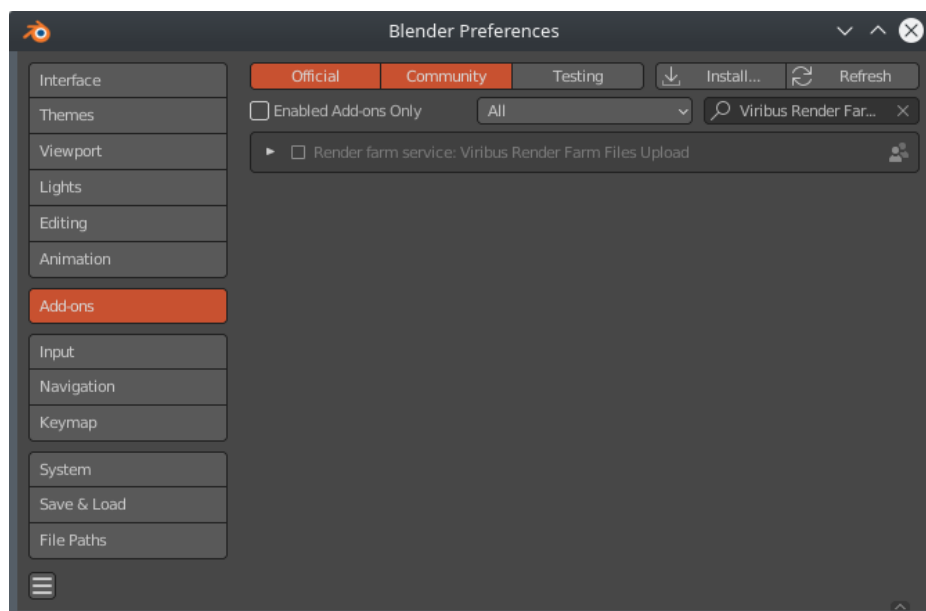 Blender Preferences
Interface
Themes
Viewport
Lights
Editing
Animation
Add-ons
Input
Navigation
Keymap
System
Save & Load
File Paths
Official Community Testing Install... Refresh
Enabled Add-ons Only All Viribus Render Far...
Render farm service: Viribus Render Farm Files Upload